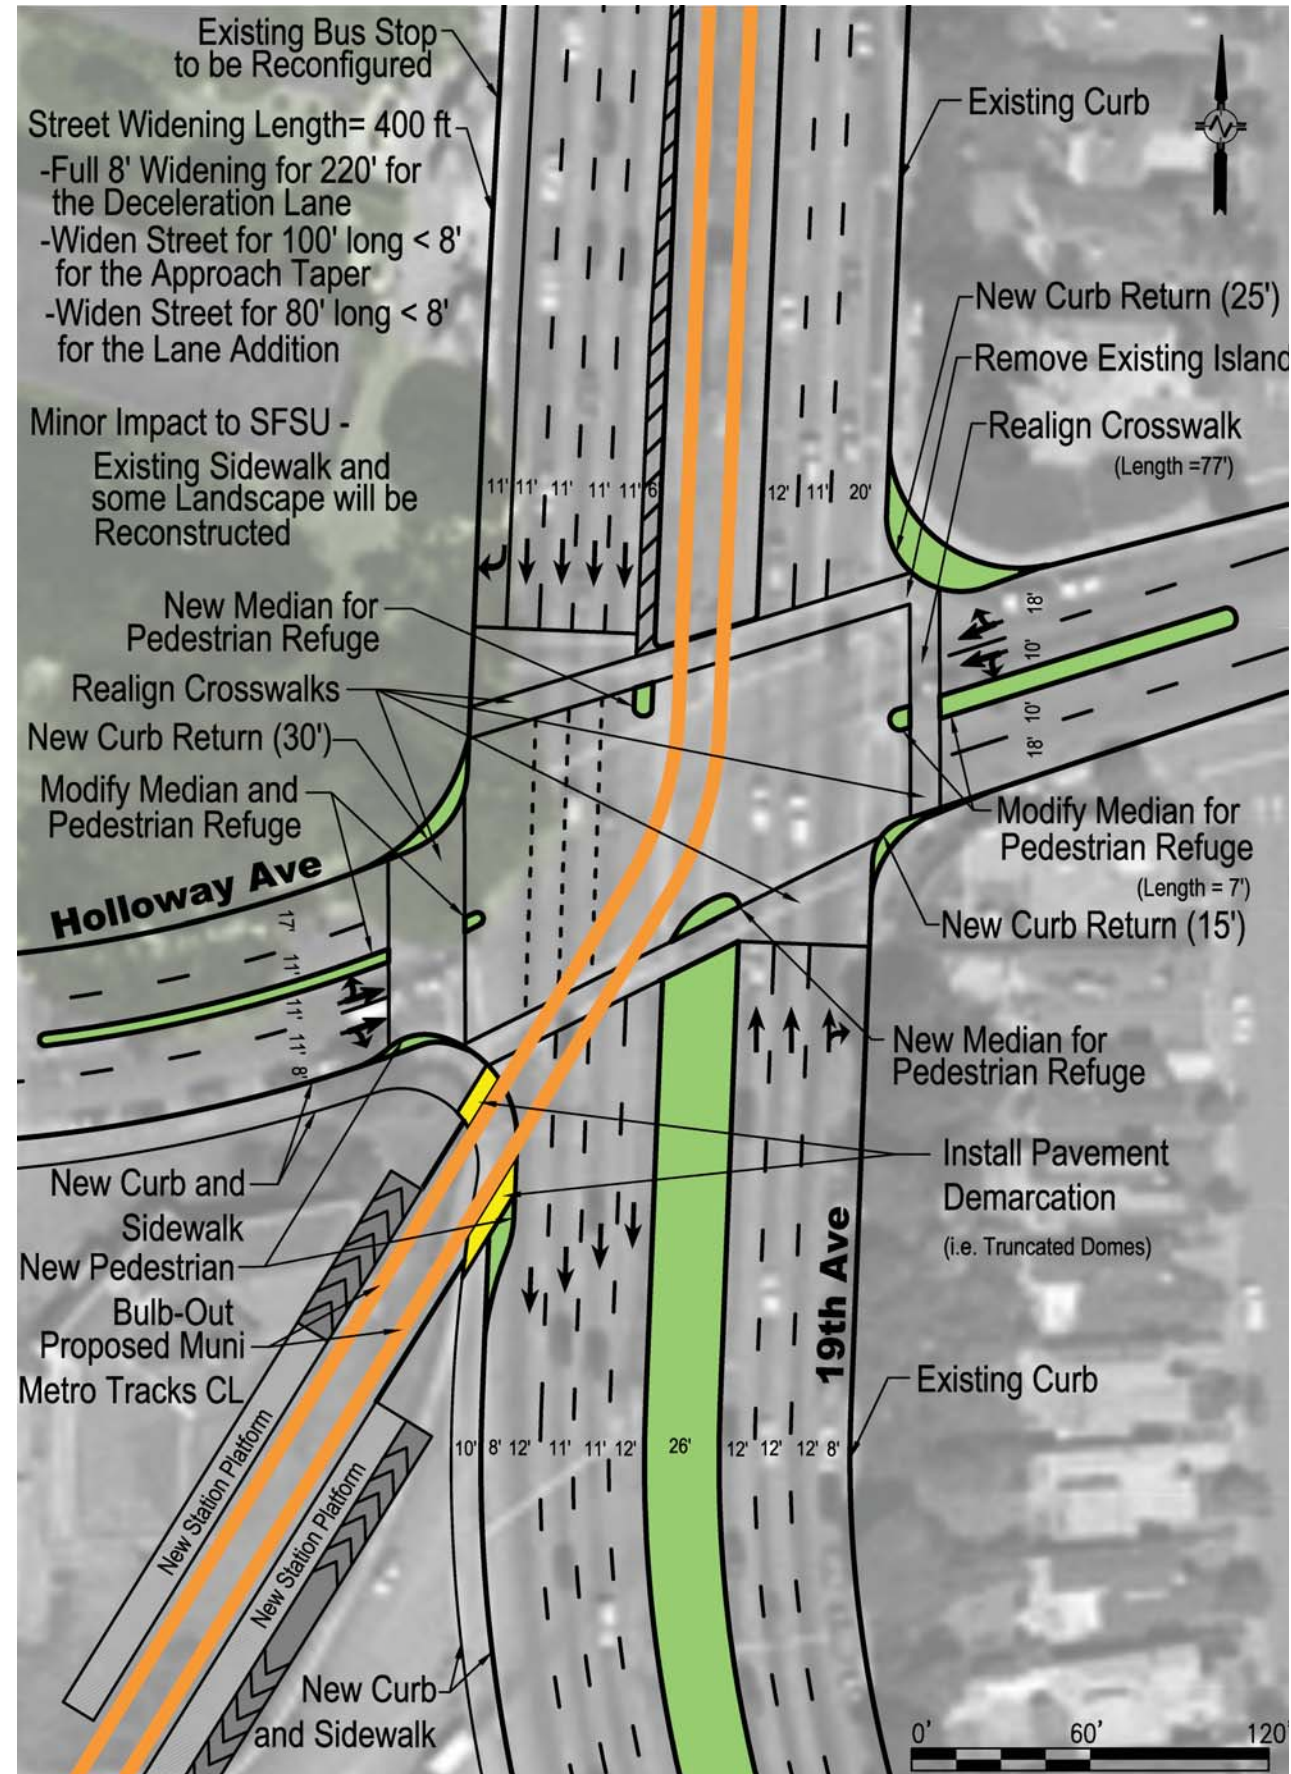 Existing Bus Stop
to be Reconfigured
Street Widening Length= 400 ft
-Full 8' Widening for 220' for
the Deceleration Lane
-Widen Street for 100' long < 8'
for the Approach Taper
-Widen Street for 80' long < 8'
for the Lane Addition
Minor Impact to SFSU -
Existing Sidewalk and
some Landscape will be
Reconstructed
Existing Curb
New Curb Return (25')
Remove Existing Island
Realign Crosswalk
(Length =77')
11' 11' 11' 11' 11' 6'
12' 11' 20'
New Median for
Pedestrian Refuge
Realign Crosswalks
New Curb Return (30')
Modify Median and
Pedestrian Refuge
18'
10'
10'
18'
Modify Median for
Pedestrian Refuge
(Length = 7')
New Curb Return (15')
Holloway Ave
17'
11'
11'
11'
8'
New Median for
Pedestrian Refuge
Install Pavement
Demarcation
(i.e. Truncated Domes)
New Curb and
Sidewalk
New Pedestrian
Bulb-Out
Proposed Muni
Metro Tracks CL
19th Ave
Existing Curb
10' 8' 12' 11' 11' 12' 26' 12' 12' 12' 8'
New Station Platform
New Station Platform
New Curb
and Sidewalk
0' 60' 120'